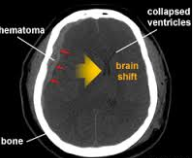 collapsed
ventricles
hematoma
brain
shift
bone